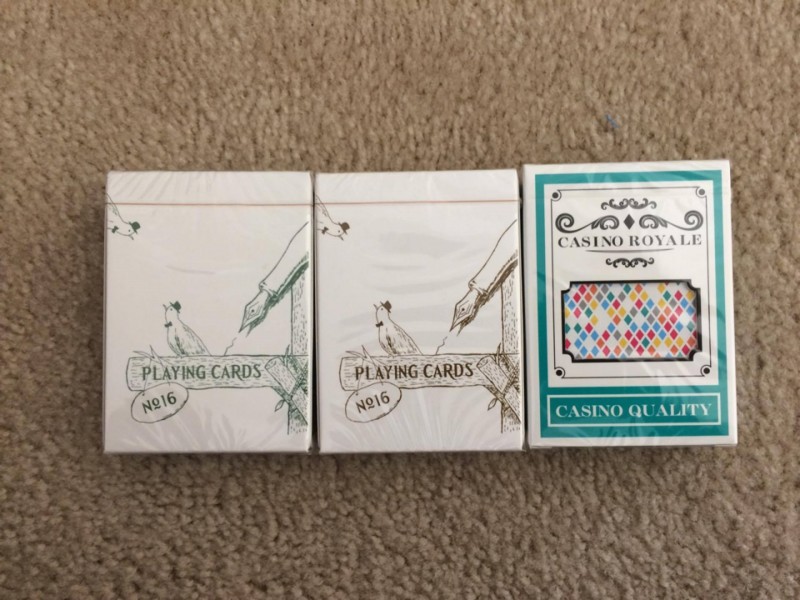 PLAYING CARDS
No16
PLAYING CARDS
No16
CASINO ROYALE
CASINO QUALITY